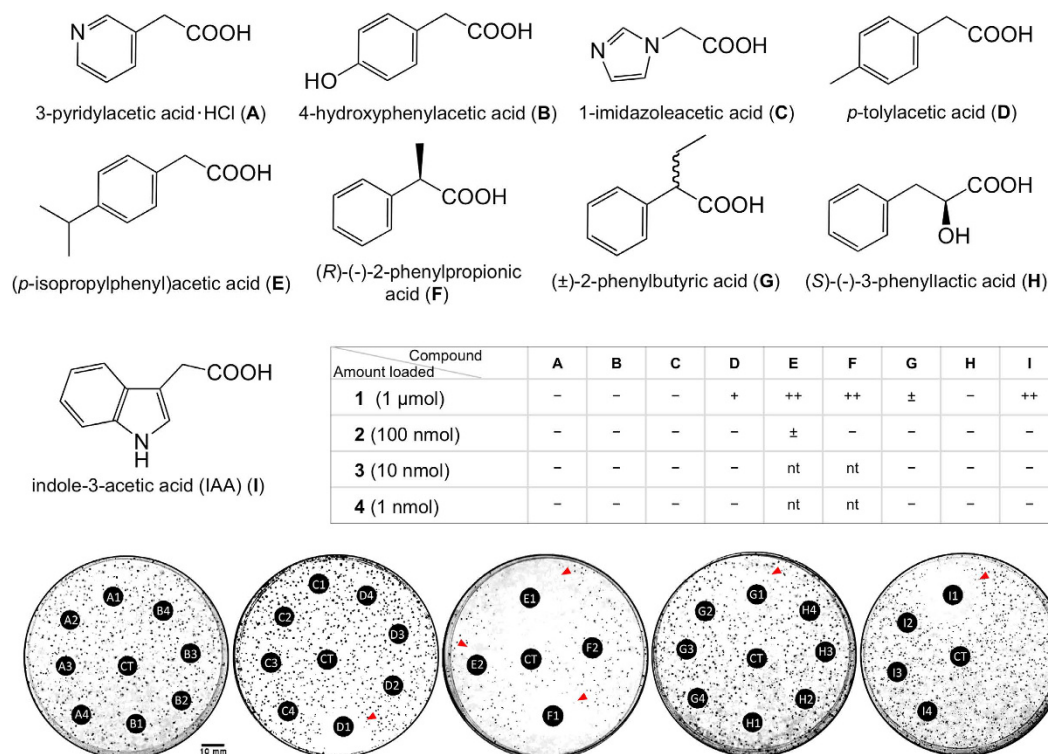 N
COOH
HO
COOH
N
N
COOH
COOH
3-pyridylacetic acid·HCl (A)
4-hydroxyphenylacetic acid (B)
1-imidazoleacetic acid (C)
p-tolylacetic acid (D)
COOH
COOH
COOH
COOH
OH
(p-isopropylphenyl)acetic acid (E)
(R)-(-)-2-phenylpropionic
acid (F)
(±)-2-phenylbutyric acid (G)
(S)-(-)-3-phenyllactic acid (H)
COOH
N
H
indole-3-acetic acid (IAA) (I)
Compound
Amount loaded
A B C D E F G H I
1 (1 µmol) − − − + ++ ++ ± − ++
2 (100 nmol) − − − − ± − − − −
3 (10 nmol) − − − − nt nt − − −
4 (1 nmol) − − − − nt nt − − −
A1
B4
A2
B3
A3
CT
B2
A4
B1
10 mm
C1
D4
C2
D3
C3
CT
D2
C4
D1
E1
F2
E2
CT
F1
G1
G2
H4
G3
CT
H3
G4
H2
H1
I1
I2
CT
I3
I4